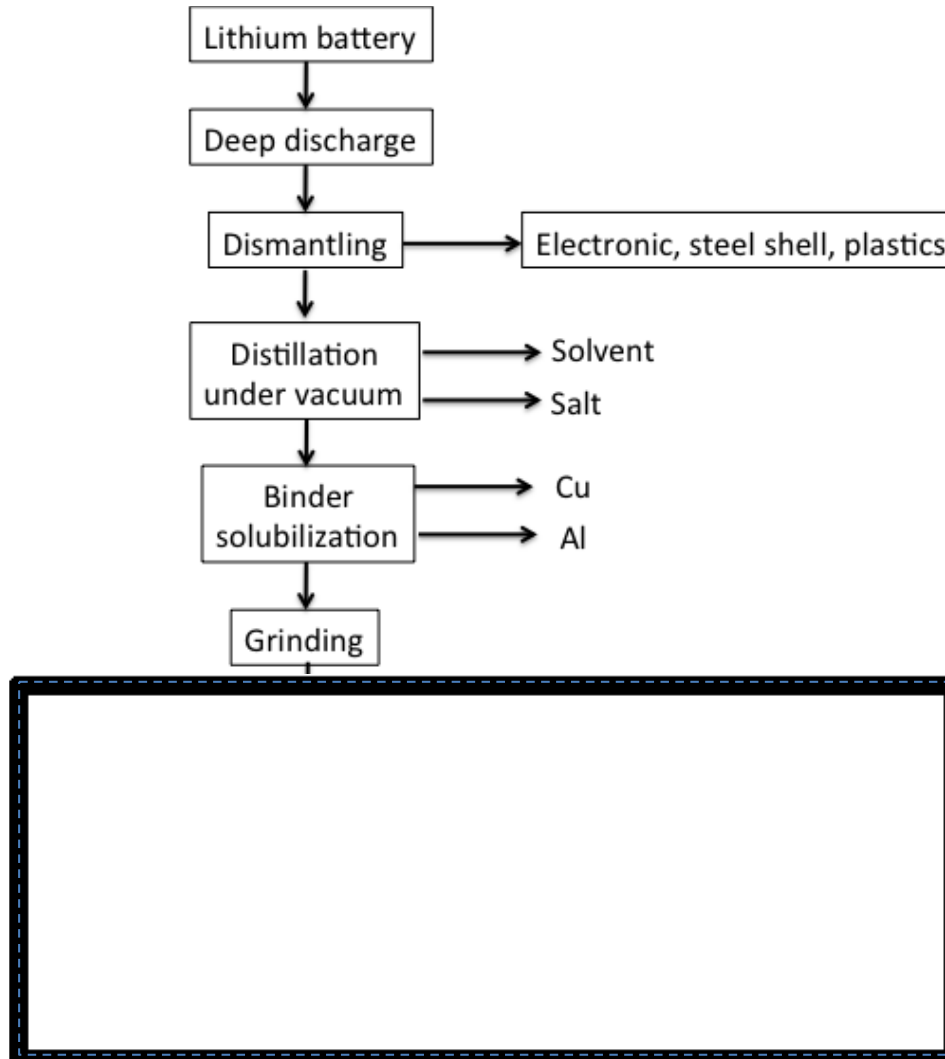 Lithium battery
Deep discharge
Dismantling
Electronic, steel shell, plastics
Distillation
under vacuum
Solvent
Salt
Binder
solubilization
Cu
Al
Grinding